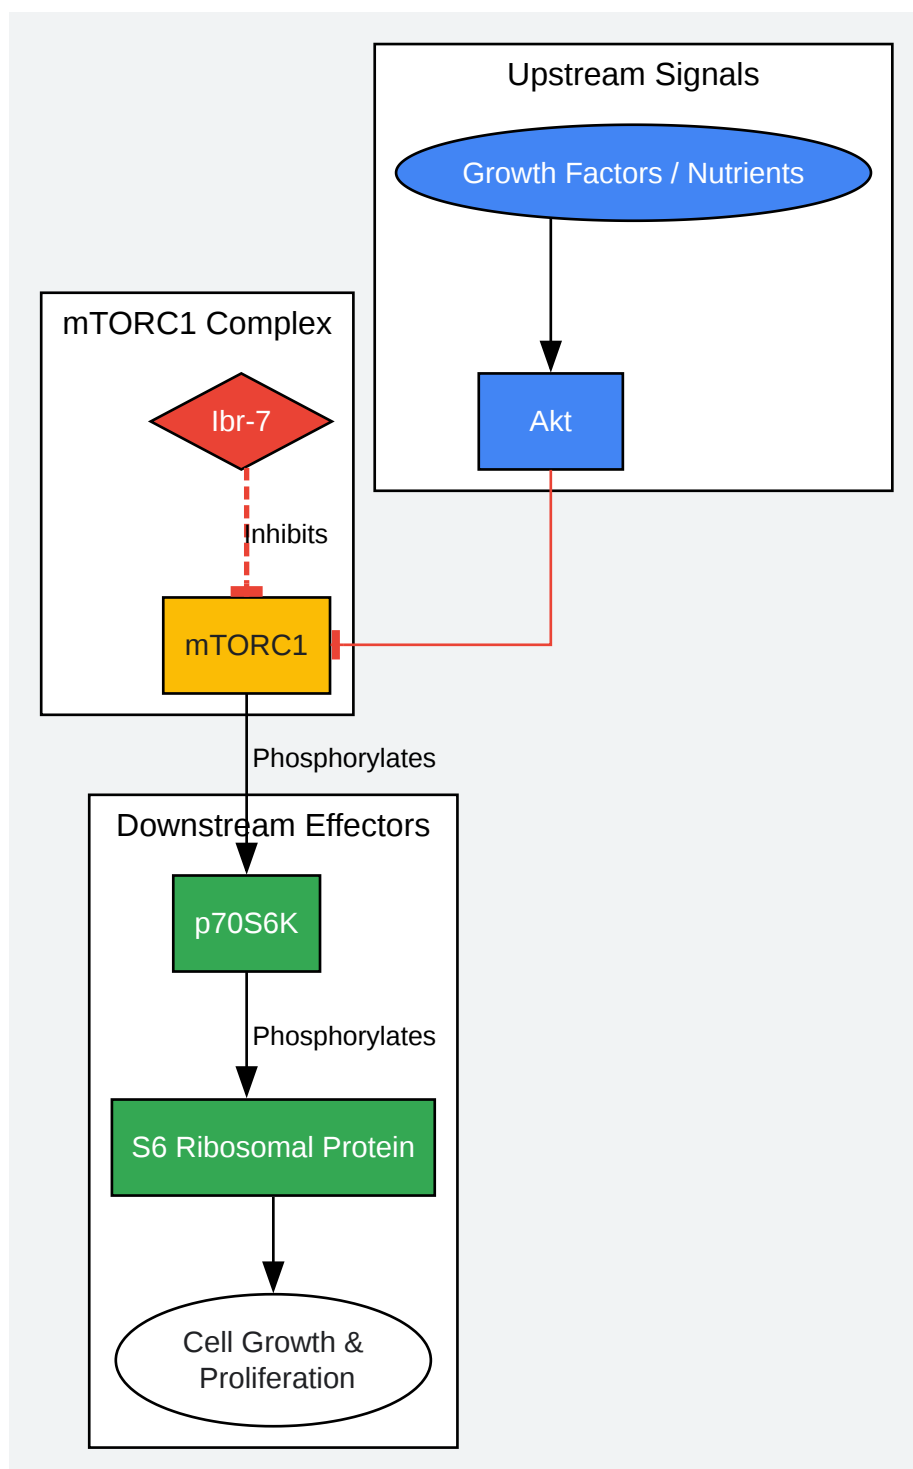 Upstream Signals
Growth Factors / Nutrients
mTORC1 Complex
Ibr-7
Akt
Inhibits
mTORC1
Phosphorylates
Downstream Effectors
p70S6K
Phosphorylates
S6 Ribosomal Protein
Cell Growth &
Proliferation